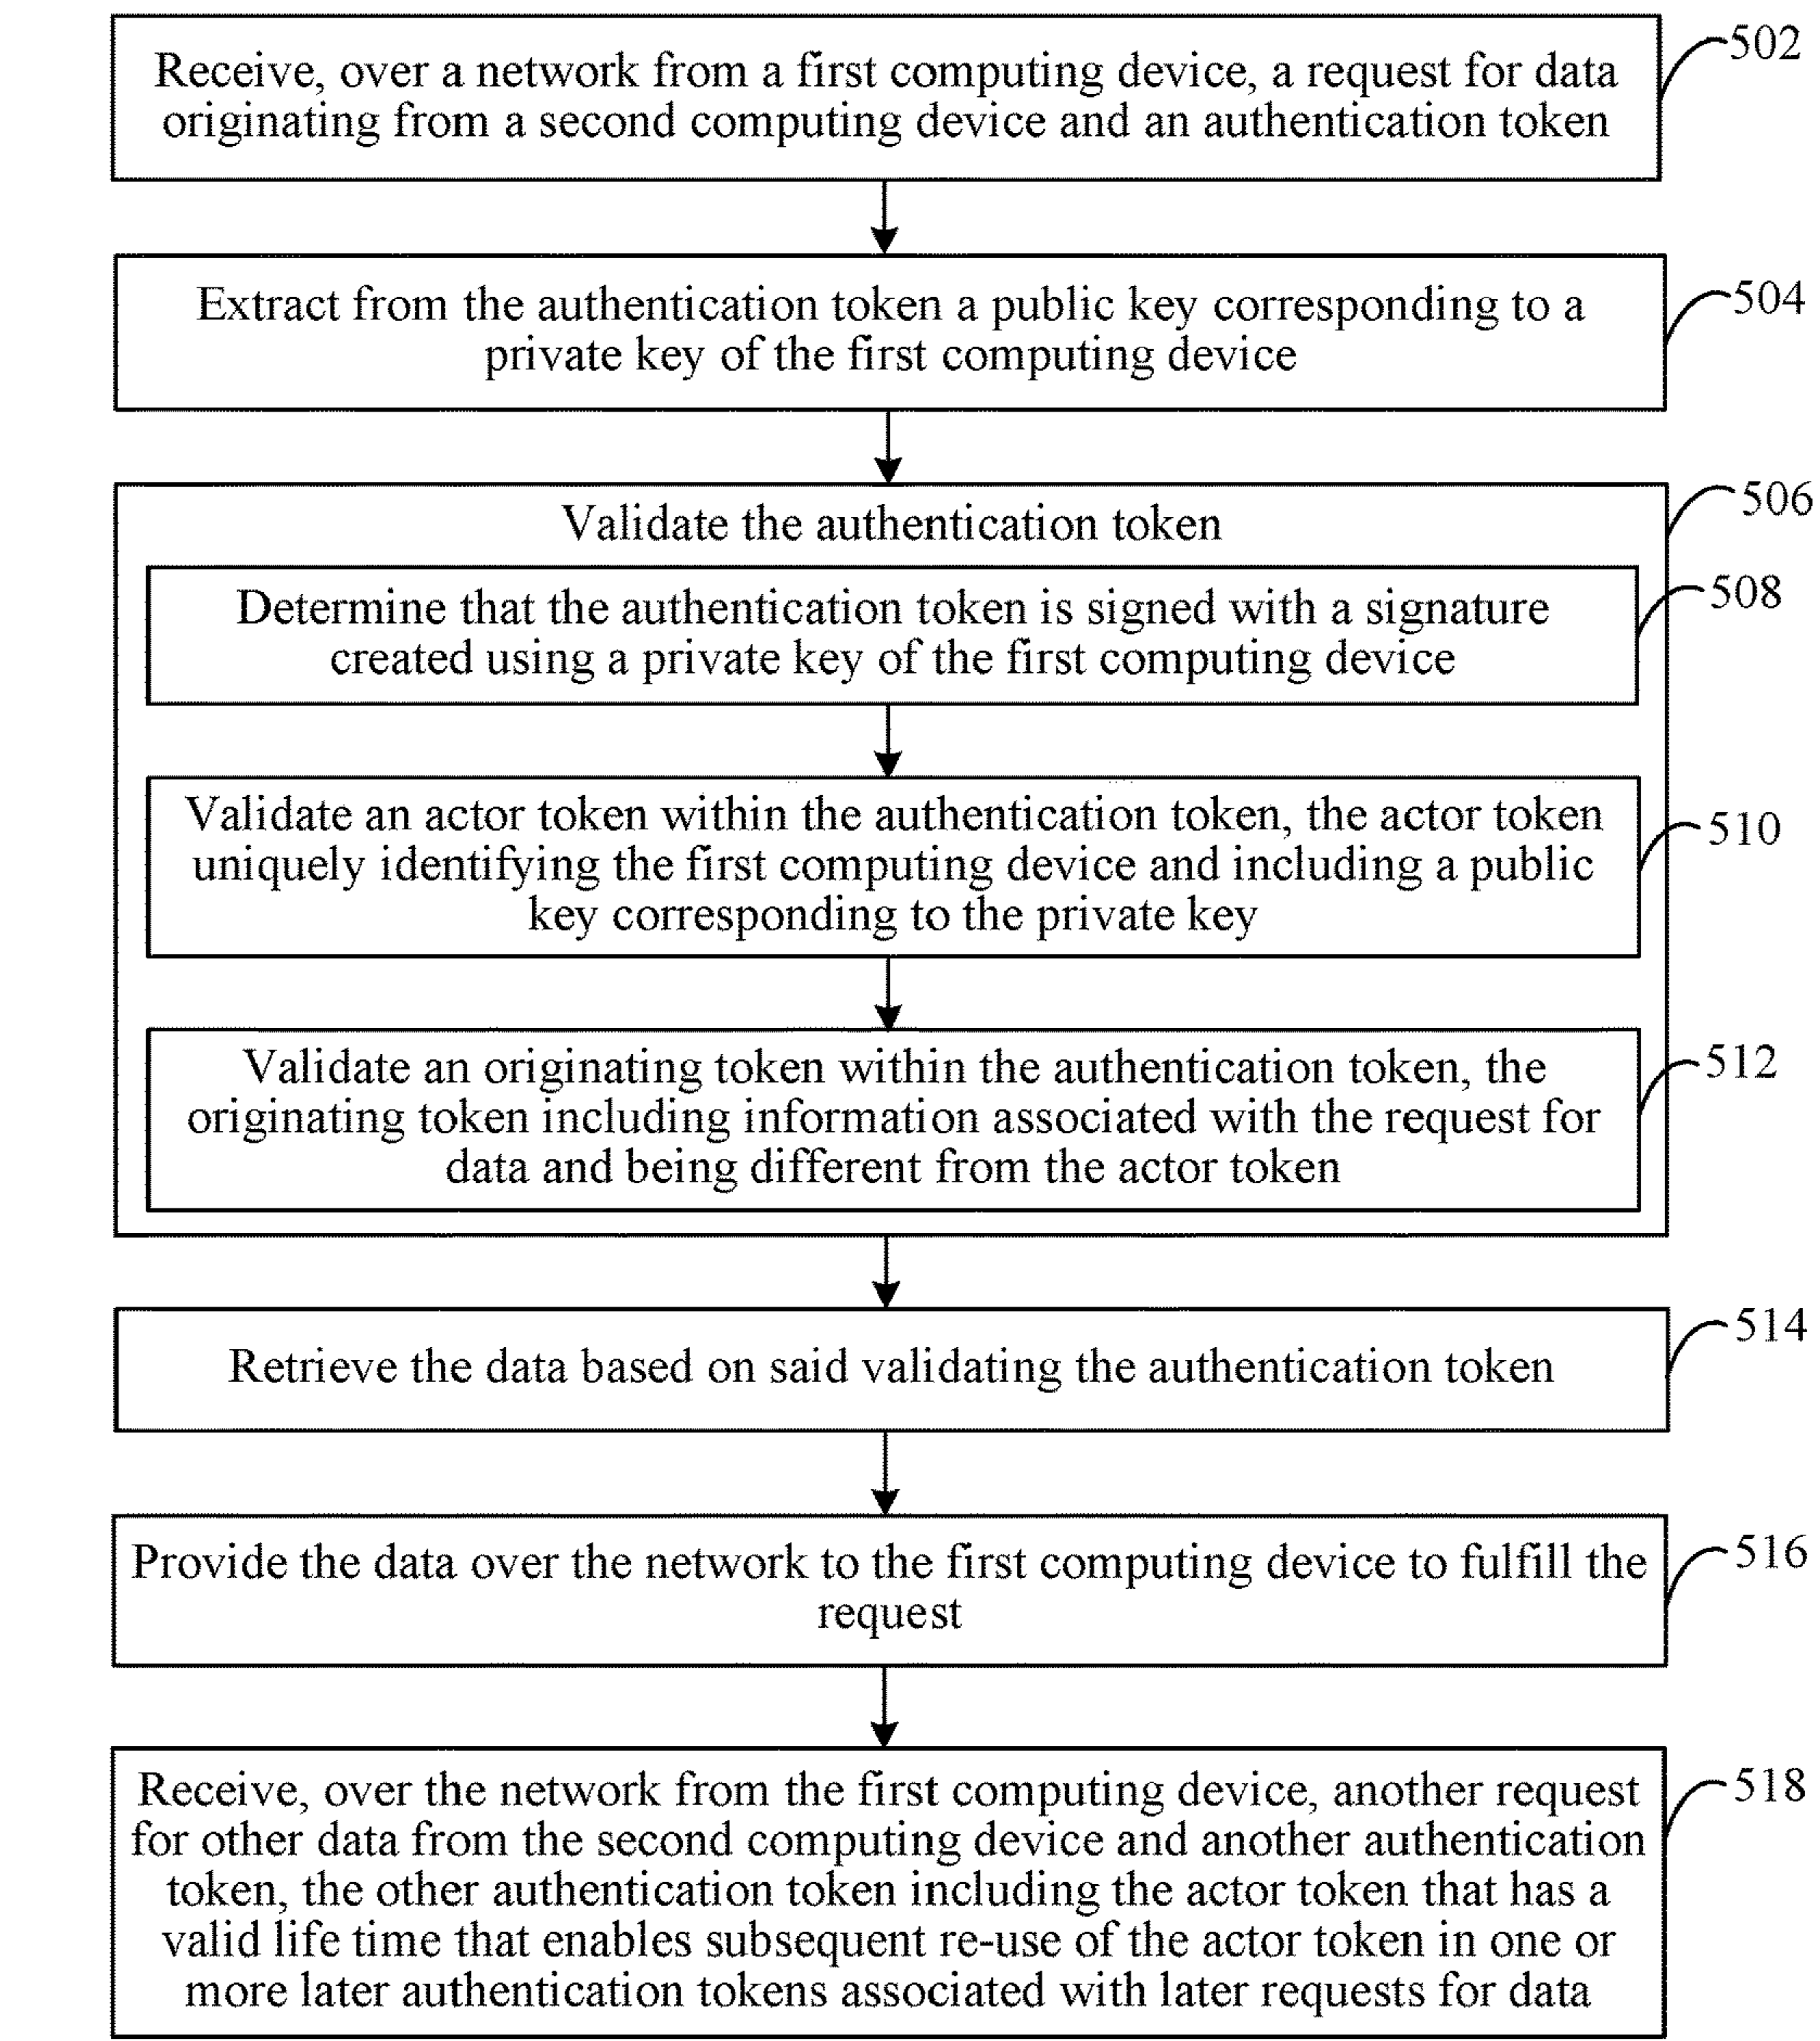 502
Receive, over a network from a first computing device, a request for data
originating from a second computing device and an authentication token
504
Extract from the authentication token a public key corresponding to a
private key of the first computing device
506
Validate the authentication token
508
Determine that the authentication token is signed with a signature
created using a private key of the first computing device
510
Validate an actor token within the authentication token, the actor token
uniquely identifying the first computing device and including a public
key corresponding to the private key
512
Validate an originating token within the authentication token, the
originating token including information associated with the request for
data and being different from the actor token
514
Retrieve the data based on said validating the authentication token
516
Provide the data over the network to the first computing device to fulfill the
request
518
Receive, over the network from the first computing device, another request
for other data from the second computing device and another authentication
token, the other authentication token including the actor token that has a
valid life time that enables subsequent re-use of the actor token in one or
more later authentication tokens associated with later requests for data